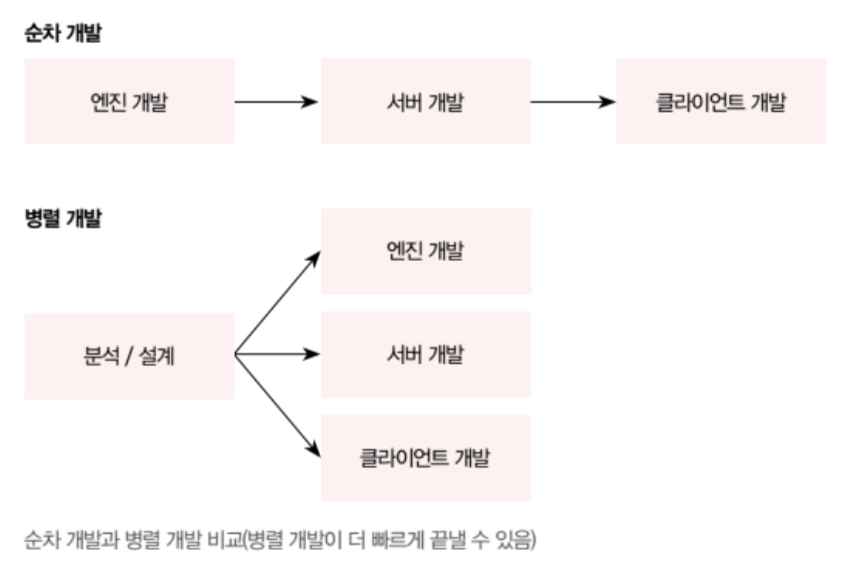 순차 개발
엔진 개발
서버 개발
클라이언트 개발
병렬 개발
분석 / 설계
엔진 개발
서버 개발
클라이언트 개발
순차 개발과 병렬 개발 비교(병렬 개발이 더 빠르게 끝낼 수 있음)